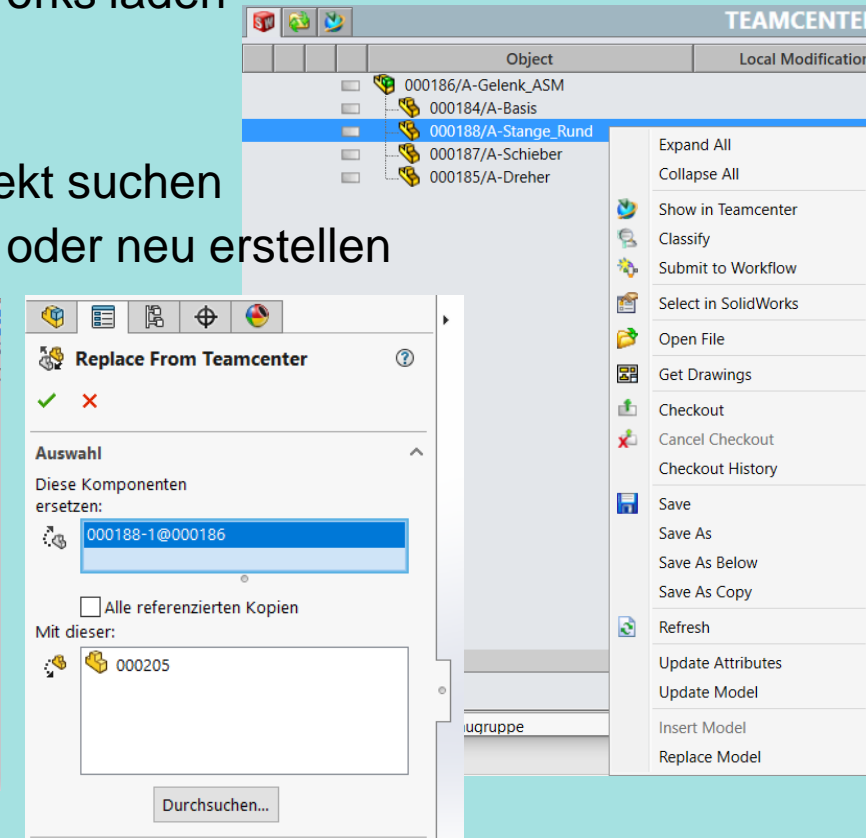 orks laden
ekt suchen
oder neu erstellen
TEAMCENTER
Object
Local Modification
000186/A-Gelenk_ASM
000184/A-Basis
000188/A-Stange_Rund
000187/A-Schieber
000185/A-Dreher
Expand All
Collapse All
Show in Teamcenter
Classify
Submit to Workflow
Select in SolidWorks
Open File
Get Drawings
Checkout
Cancel Checkout
Checkout History
Save
Save As
Save As Below
Save As Copy
Refresh
Update Attributes
Update Model
Insert Model
Replace Model
ugruppe
Replace From Teamcenter
Auswahl
Diese Komponenten
ersetzen:
000188-1@000186
Alle referenzierten Kopien
Mit dieser:
000205
Durchsuchen...